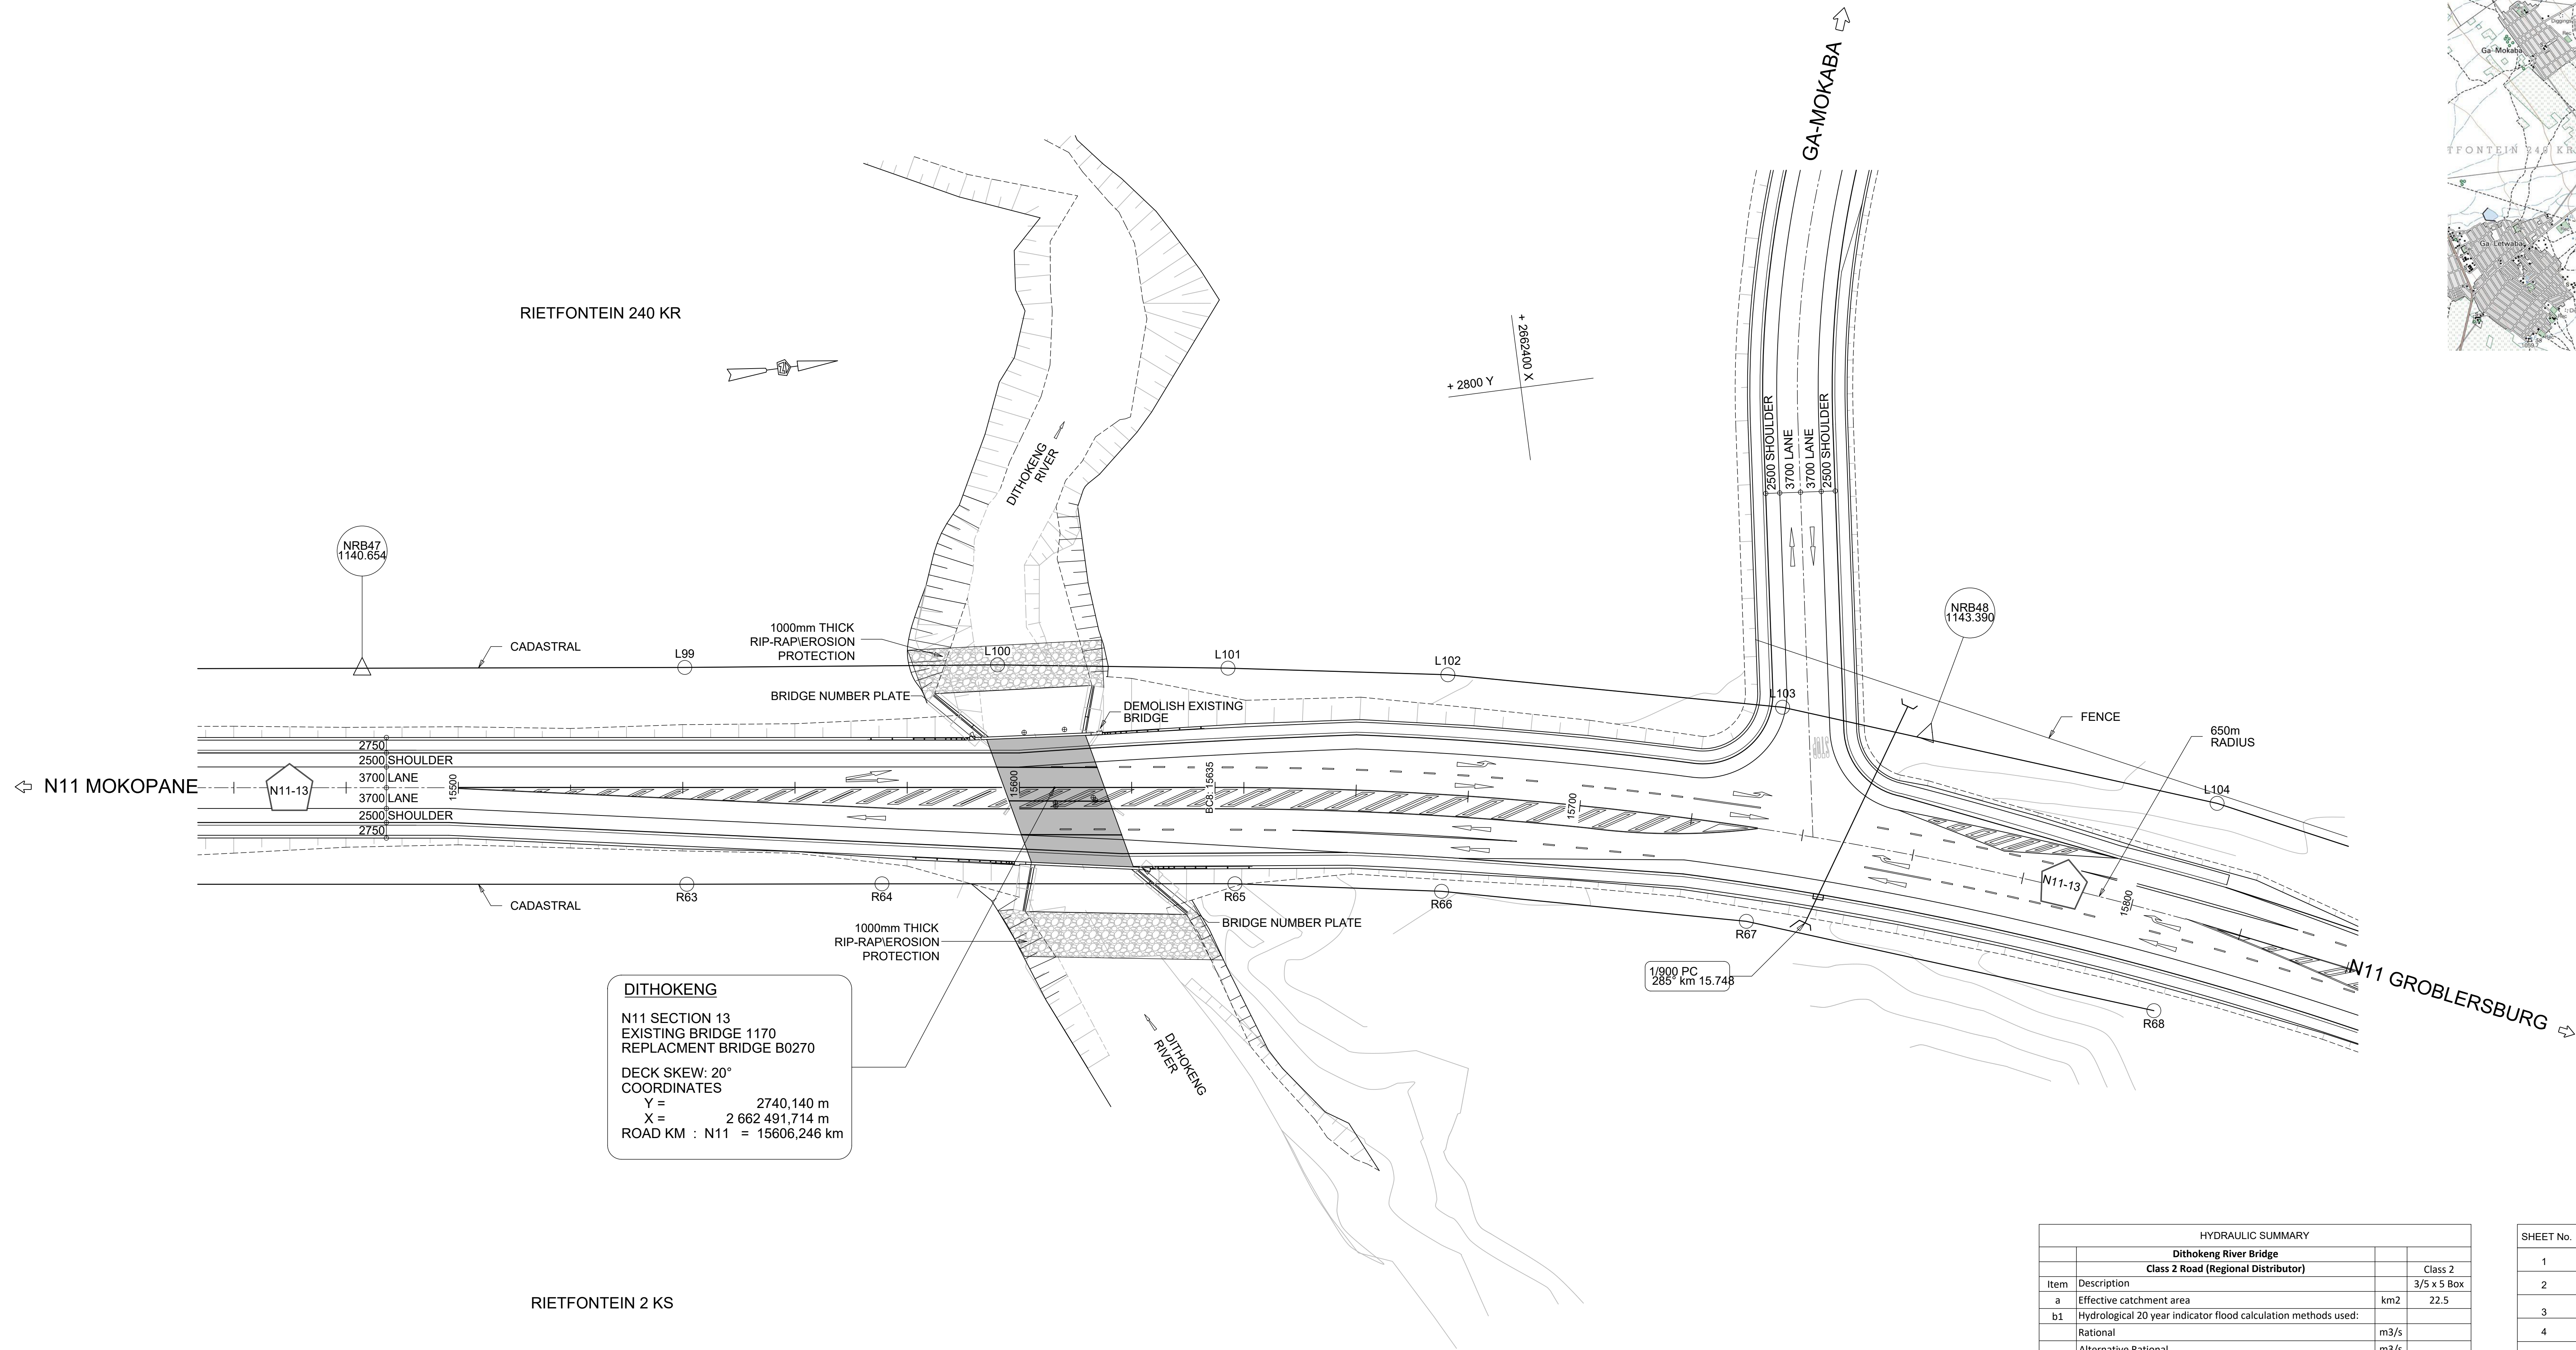 GA-MOKABA
Ga-Mokaba
Ga- Letwaba
RIETFONTEIN 240 KR
+ 2662400 X
+ 2800 Y
DITHOKENG
RIVER
2500 SHOULDER
3700 LANE
3700 LANE
2500 SHOULDER
NRB47
1140.654
NRB48
1143.390
CADASTRAL
L99
1000mm THICK
RIP-RAP\EROSION
PROTECTION
L100
L101
L102
L103
L104
BRIDGE NUMBER PLATE
DEMOLISH EXISTING
BRIDGE
FENCE
650m
RADIUS
2750
2500 SHOULDER
3700 LANE
3700 LANE
2500 SHOULDER
2750
N11 MOKOPANE
N11-13
15500
15600
BC8: 15635
15700
15800
N11-13
N11 GROBLERSBURG
CADASTRAL
R63
R64
R65
R66
R67
R68
1000mm THICK
RIP-RAP\EROSION
PROTECTION
BRIDGE NUMBER PLATE
1/900 PC
285° km 15.748
DITHOKENG
N11 SECTION 13
EXISTING BRIDGE 1170
REPLACMENT BRIDGE B0270
DECK SKEW: 20°
COORDINATES
Y = 2740,140 m
X = 2 662 491,714 m
ROAD KM : N11 = 15606,246 km
DITHOKENG
RIVER
RIETFONTEIN 2 KS
HYDRAULIC SUMMARY
Dithokeng River Bridge
Class 2 Road (Regional Distributor) Class 2
Item Description 3/5 x 5 Box
a Effective catchment area km2 22.5
b1 Hydrological 20 year indicator flood calculation methods used:
Rational m3/s
Alternative Rational m3/s
SHEET No.
1
2
3
4